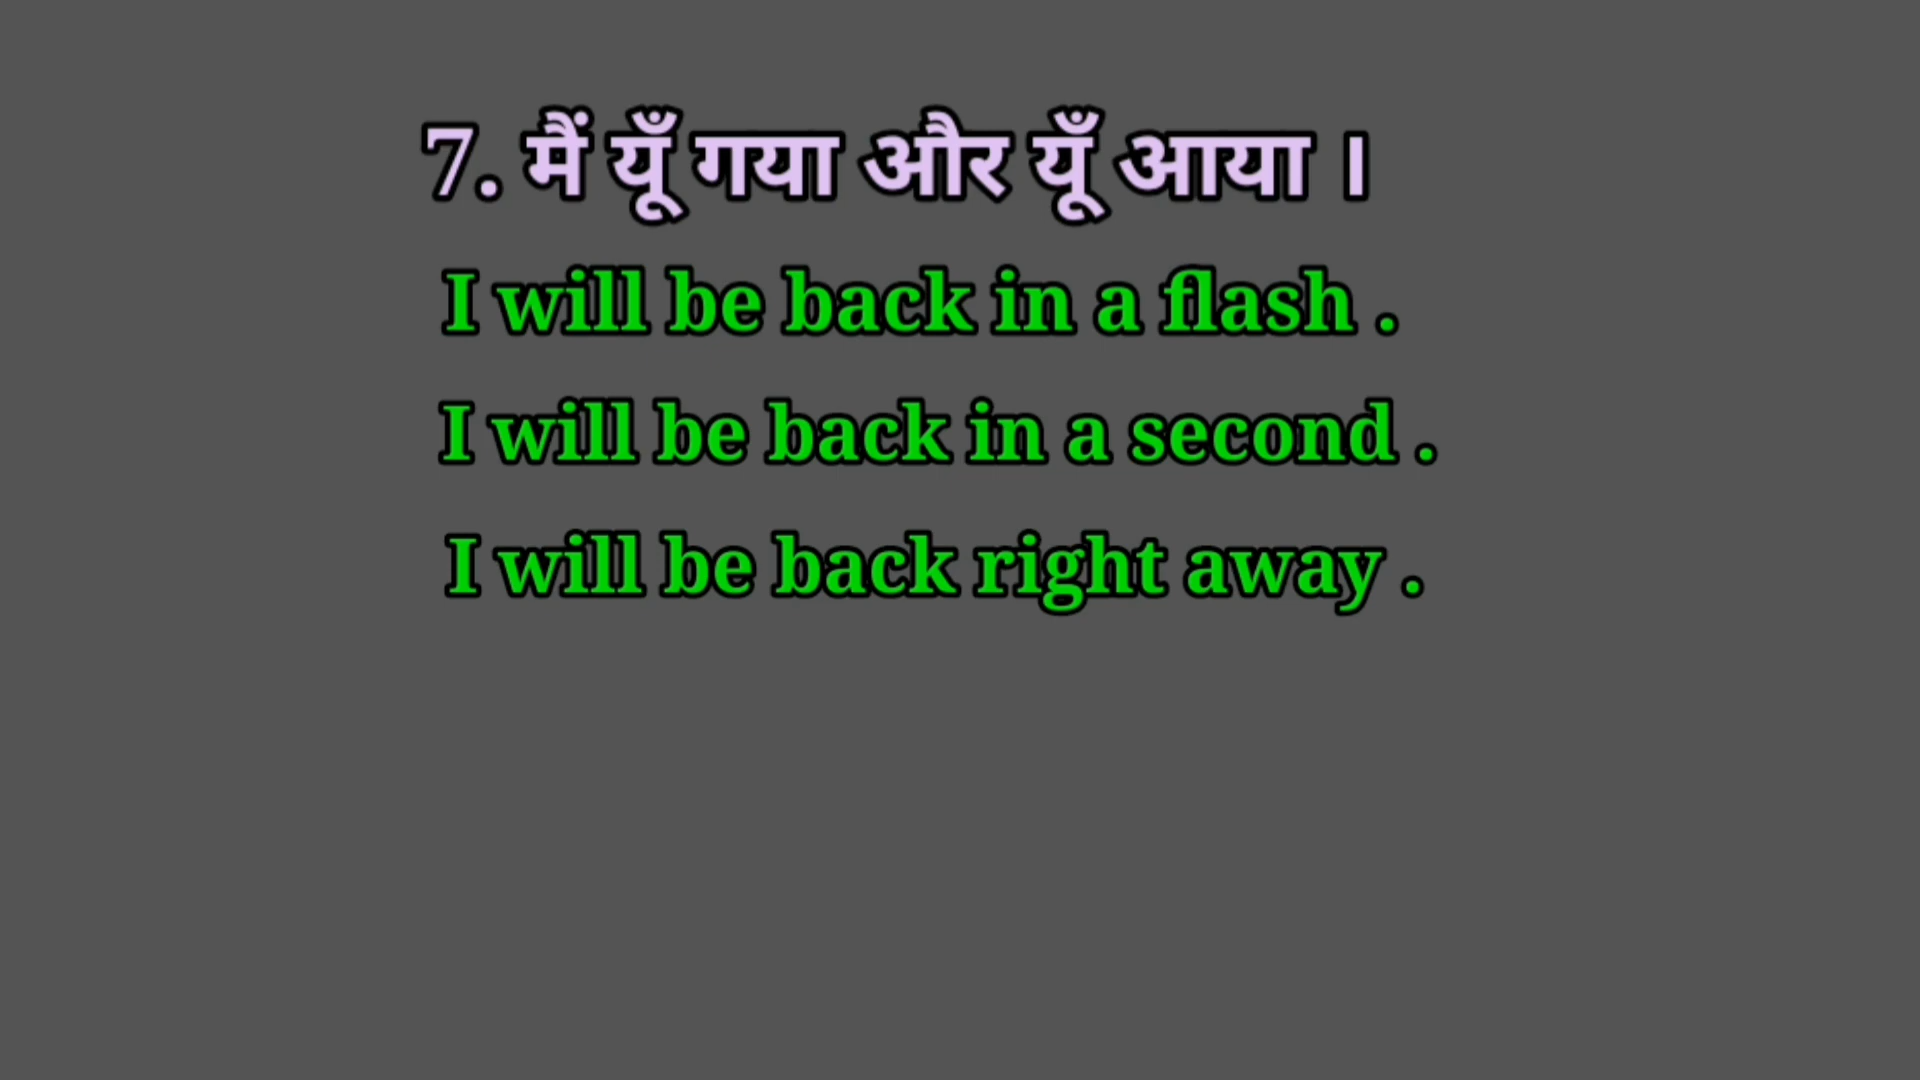 7. मैं यूँ गया और यूँ आया ।
I will be back in a flash .
I will be back in a second .
I will be back right away .